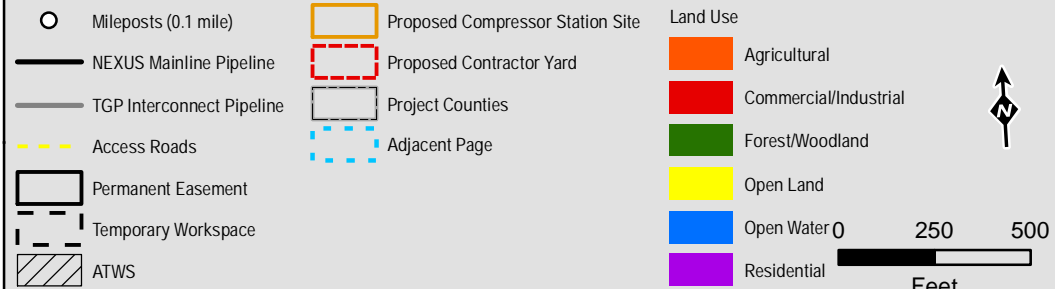 Mileposts (0.1 mile)
NEXUS Mainline Pipeline
TGP Interconnect Pipeline
Access Roads
Permanent Easement
Temporary Workspace
ATWS
Proposed Compressor Station Site
Proposed Contractor Yard
Project Counties
Adjacent Page
Land Use
Agricultural
Commercial/Industrial
Forest/Woodland
Open Land
Open Water
Residential
N
0 250 500
Feet